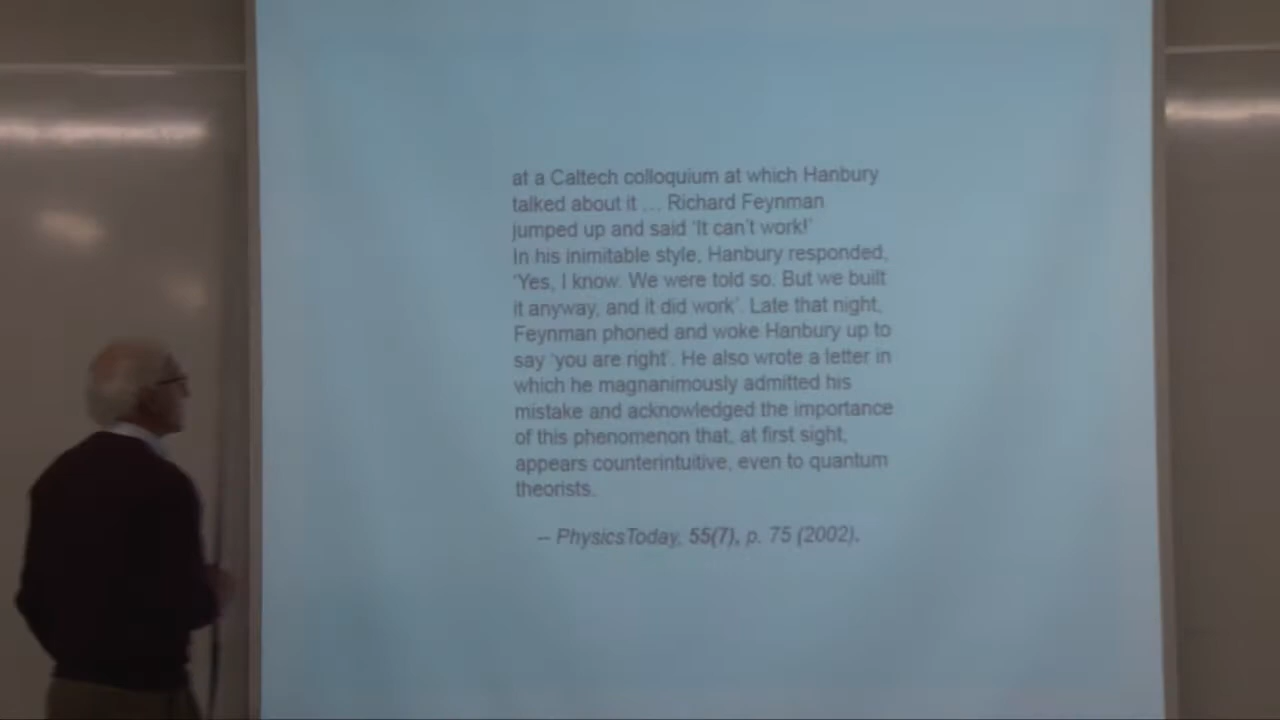 at a Caltech colloquium at which Hanbury
talked about it ... Richard Feynman
jumped up and said 'It can't work!'
In his inimitable style, Hanbury responded,
'Yes, I know. We were told so. But we built
it anyway, and it did work'. Late that night,
Feynman phoned and woke Hanbury up to
say 'you are right'. He also wrote a letter in
which he magnanimously admitted his
mistake and acknowledged the importance
of this phenomenon that, at first sight,
appears counterintuitive, even to quantum
theorists.
– PhysicsToday, 55(7), p. 75 (2002).